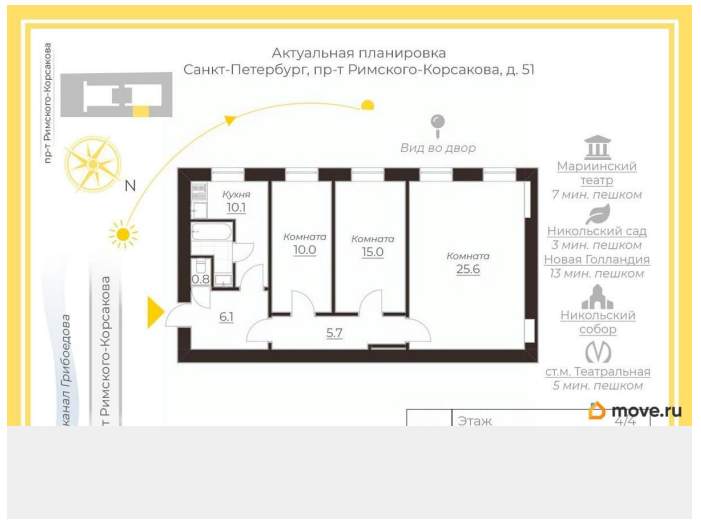 Актуальная планировка
Санкт-Петербург, пр-т Римского-Корсакова, д. 51
пр-т Римского-Корсакова
N
Вид во двор
Кухня
10.1
Комната
10.0
Комната
15.0
Комната
25.6
0.8
6.1
5.7
Мариинский
театр
7 мин. пешком
Никольский сад
3 мин. пешком
Новая Голландия
13 мин. пешком
Никольский
собор
ст.м. Театральная
5 мин. пешком
канал Грибоедова
т Римского-Корсакова
move.ru
Этаж
4/4